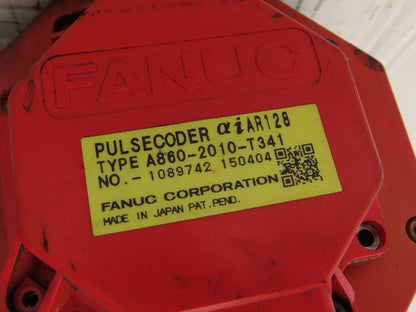 FANUC
PULSECODER αiAR128
TYPE A860-2010-T341
NO.- 1089742 150404
FANUC CORPORATION
MADE IN JAPAN PAT.PEND.